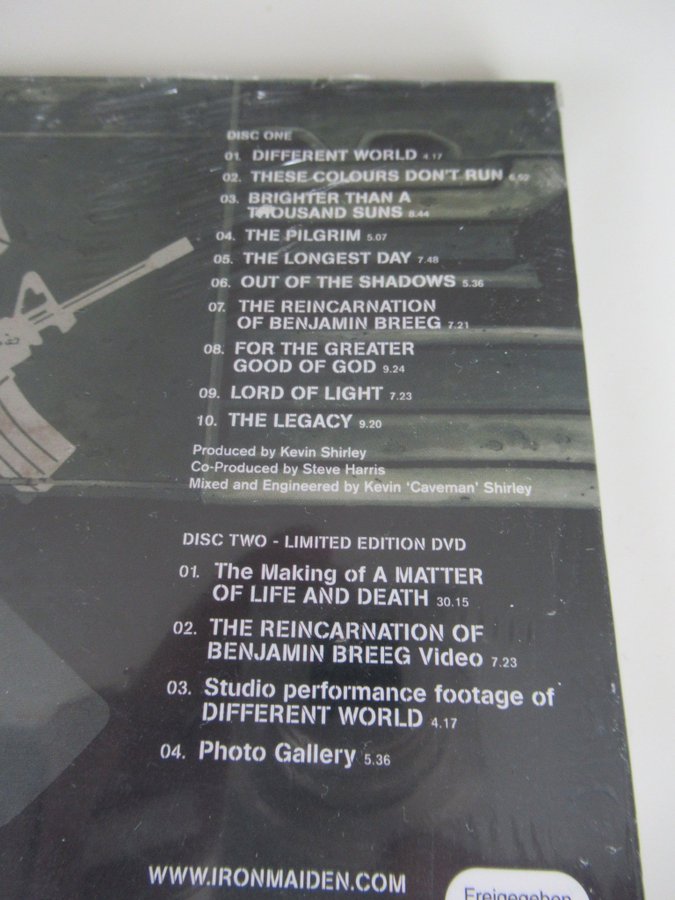 DISC ONE
01. DIFFERENT WORLD 4.17
02. THESE COLOURS DON'T RUN 6.52
03. BRIGHTER THAN A
THOUSAND SUNS 8.44
04. THE PILGRIM 5.07
05. THE LONGEST DAY 7.48
06. OUT OF THE SHADOWS 5.36
07. THE REINCARNATION
OF BENJAMIN BREEG 7.21
08. FOR THE GREATER
GOOD OF GOD 9.24
09. LORD OF LIGHT 7.23
10. THE LEGACY 9.20
Produced by Kevin Shirley
Co-Produced by Steve Harris
Mixed and Engineered by Kevin 'Caveman' Shirley
DISC TWO - LIMITED EDITION DVD
01. The Making of A MATTER
OF LIFE AND DEATH 30.15
02. THE REINCARNATION OF
BENJAMIN BREEG Video 7.23
03. Studio performance footage of
DIFFERENT WORLD 4.17
04. Photo Gallery 5.36
WWW.IRONMAIDEN.COM
Freigegeben